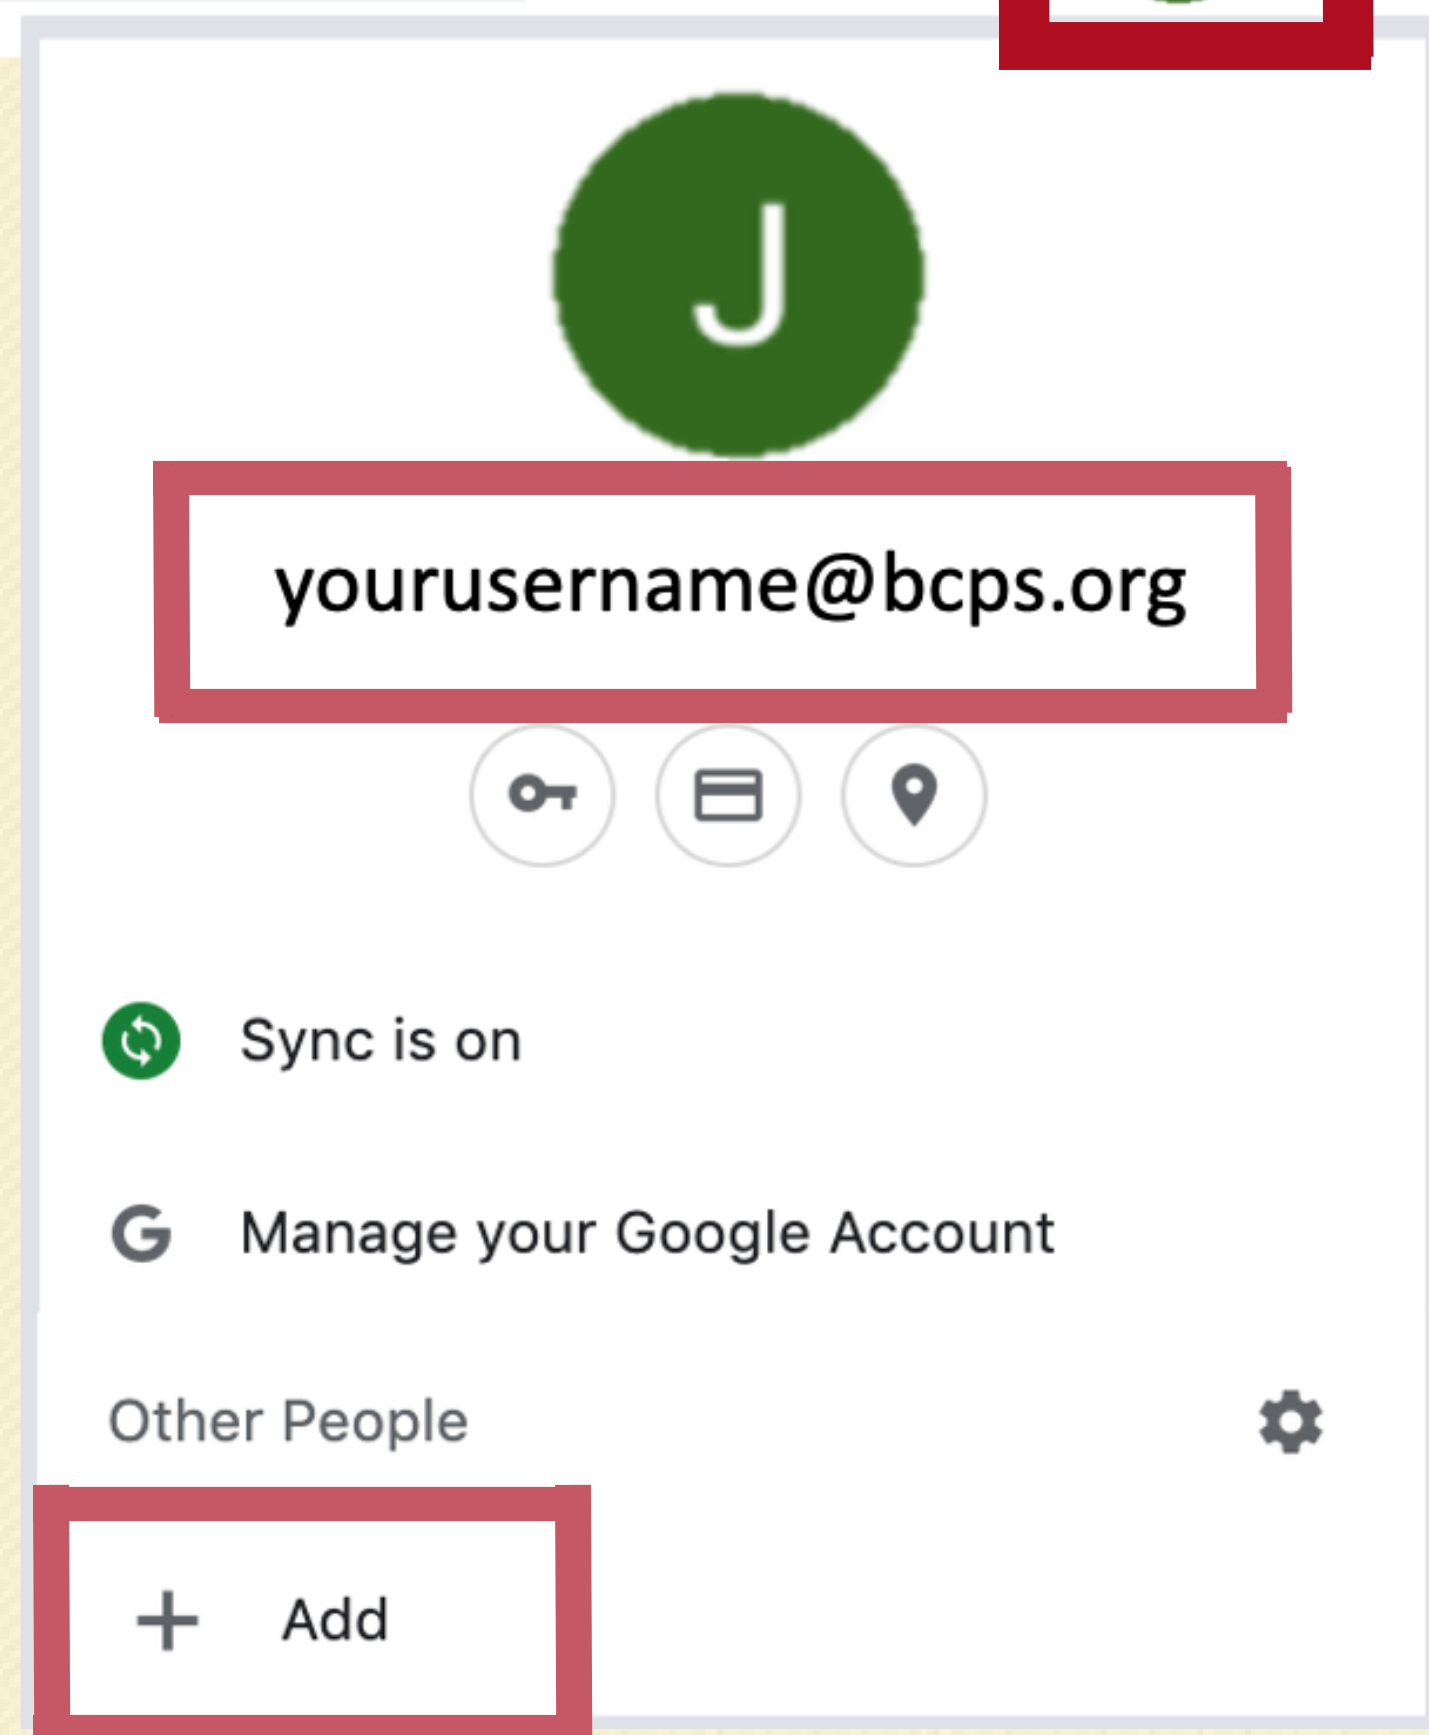 J
yourusername@bcps.org
Sync is on
G Manage your Google Account
Other People
+ Add